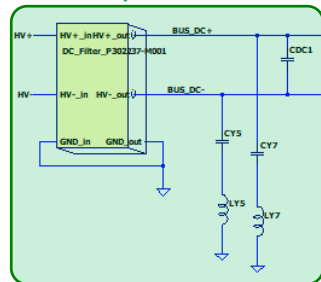 HV+ HV+_in HV+_out BUS_DC+
DC_Filter_P302237-M001 CDC1
HV- HV-_in HV-_out BUS_DC-
GND_in GND_out
CY5 CY7
LY5 LY7